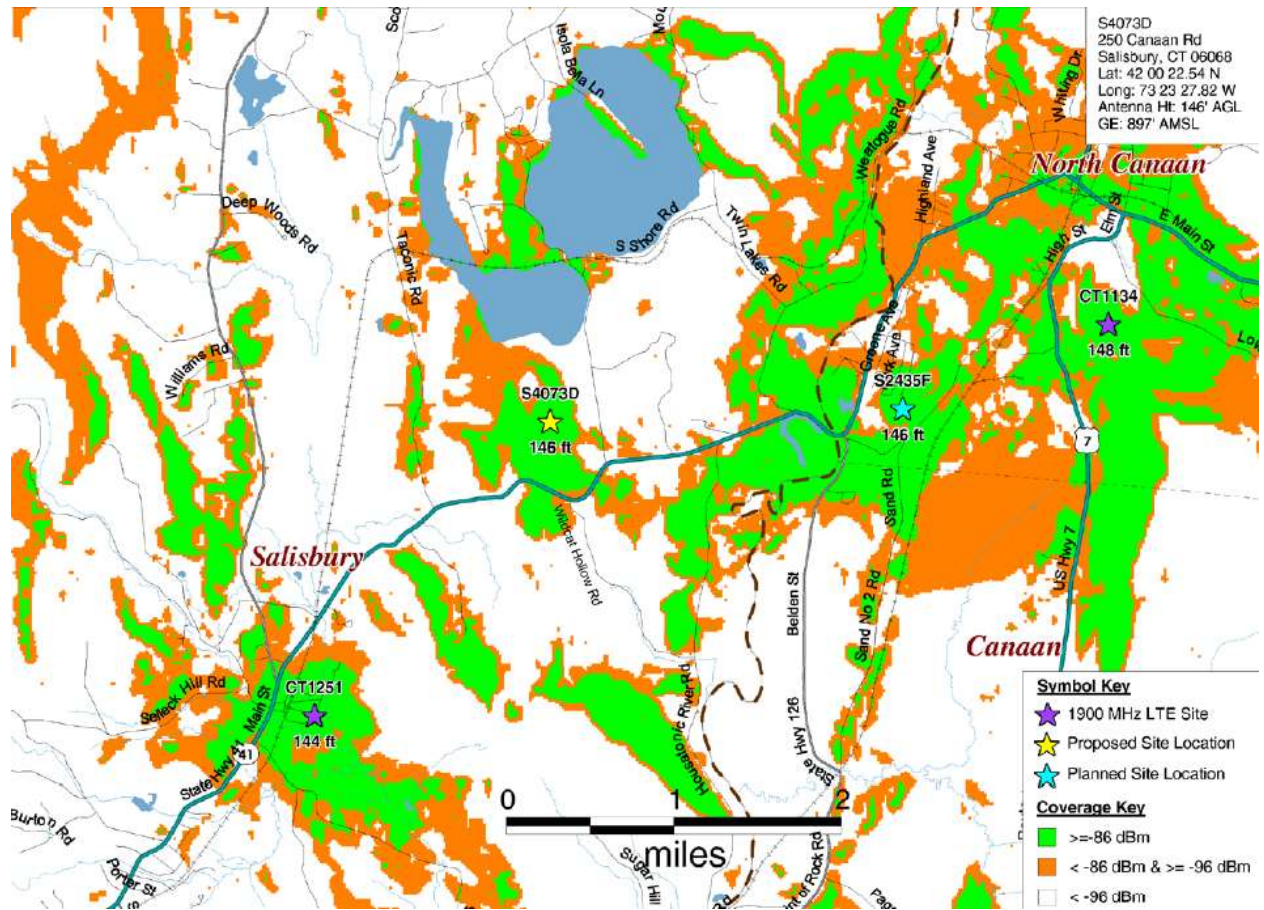 S4073D
250 Canaan Rd
Salisbury, CT 06068
Lat: 42 00 22.54 N
Long: 73 23 27.82 W
Antenna Ht: 146' AGL
GE: 897' AMSL
Isola Bella Ln
Whiting Dr
Weatogue Rd
North Canaan
Highland Ave
Deep Woods Rd
S Shore Rd
Twin Lakes Rd
High St
Elm St
E Main St
Taconic Rd
CT1134
148 ft
Greene Ave
Williams Rd
S4073D
146 ft
S2435F
146 ft
7
Sand Rd
Wildcat Hollow Rd
Salisbury
US Hwy 7
Belden St
Sand No 2 Rd
Canaan
Selleck Hill Rd
Main St
CT1251
144 ft
State Hwy 41
41
Housatonic River Rd
State Hwy 126
Burton Rd
Porter St
0 1 2
miles
Sugar Hill
Symbol Key
1900 MHz LTE Site
Proposed Site Location
Planned Site Location
Coverage Key
>=-86 dBm
< -86 dBm & >= -96 dBm
< -96 dBm